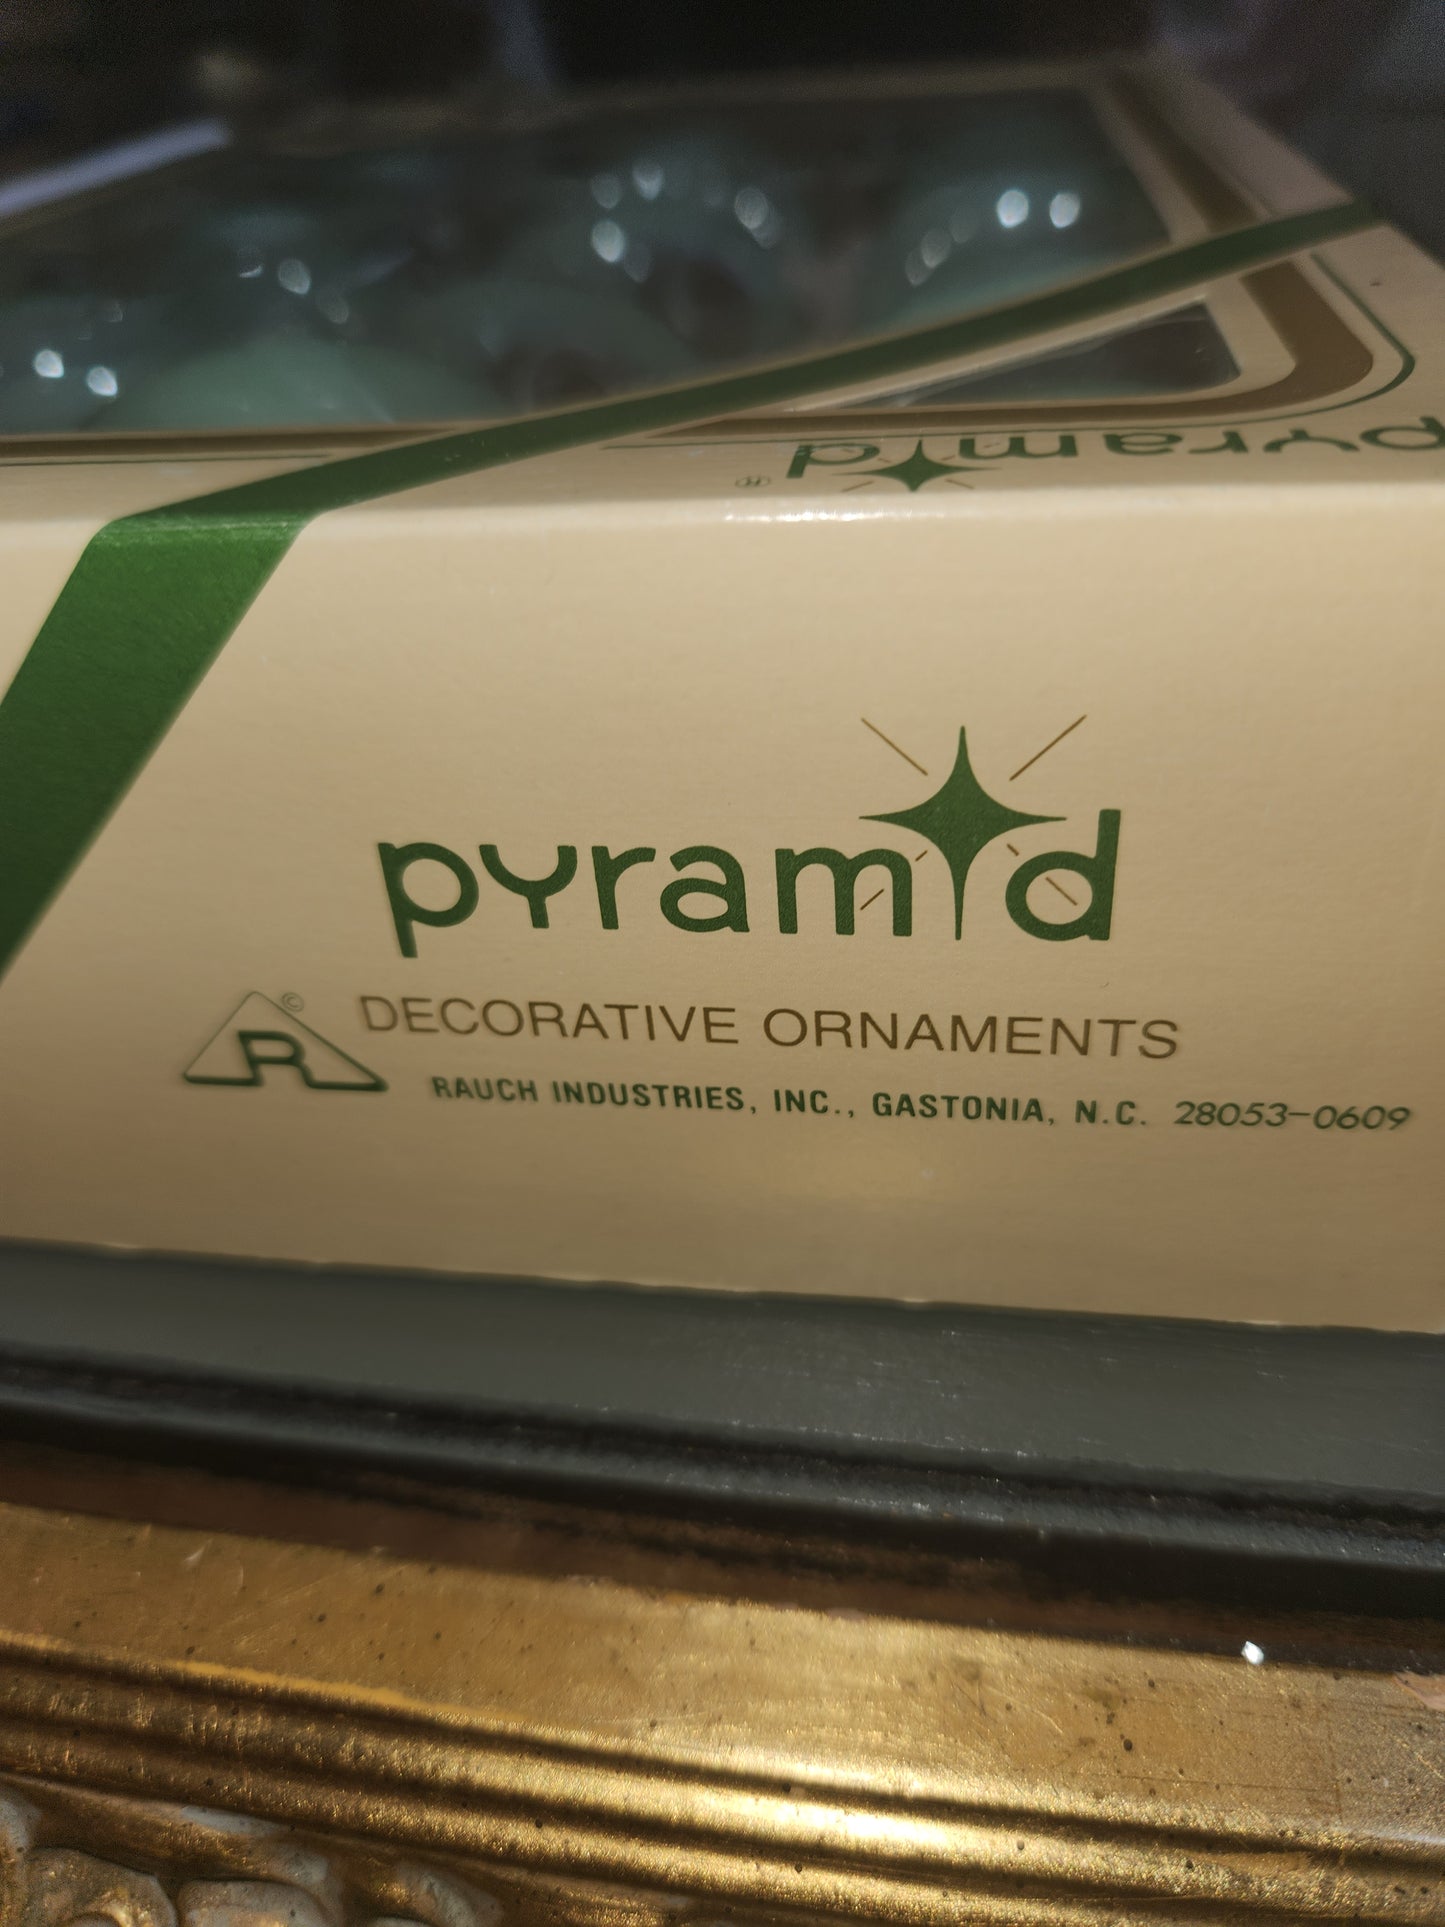 pyramid ®
pyramid
R ©
DECORATIVE ORNAMENTS
RAUCH INDUSTRIES, INC., GASTONIA, N.C. 28053-0609